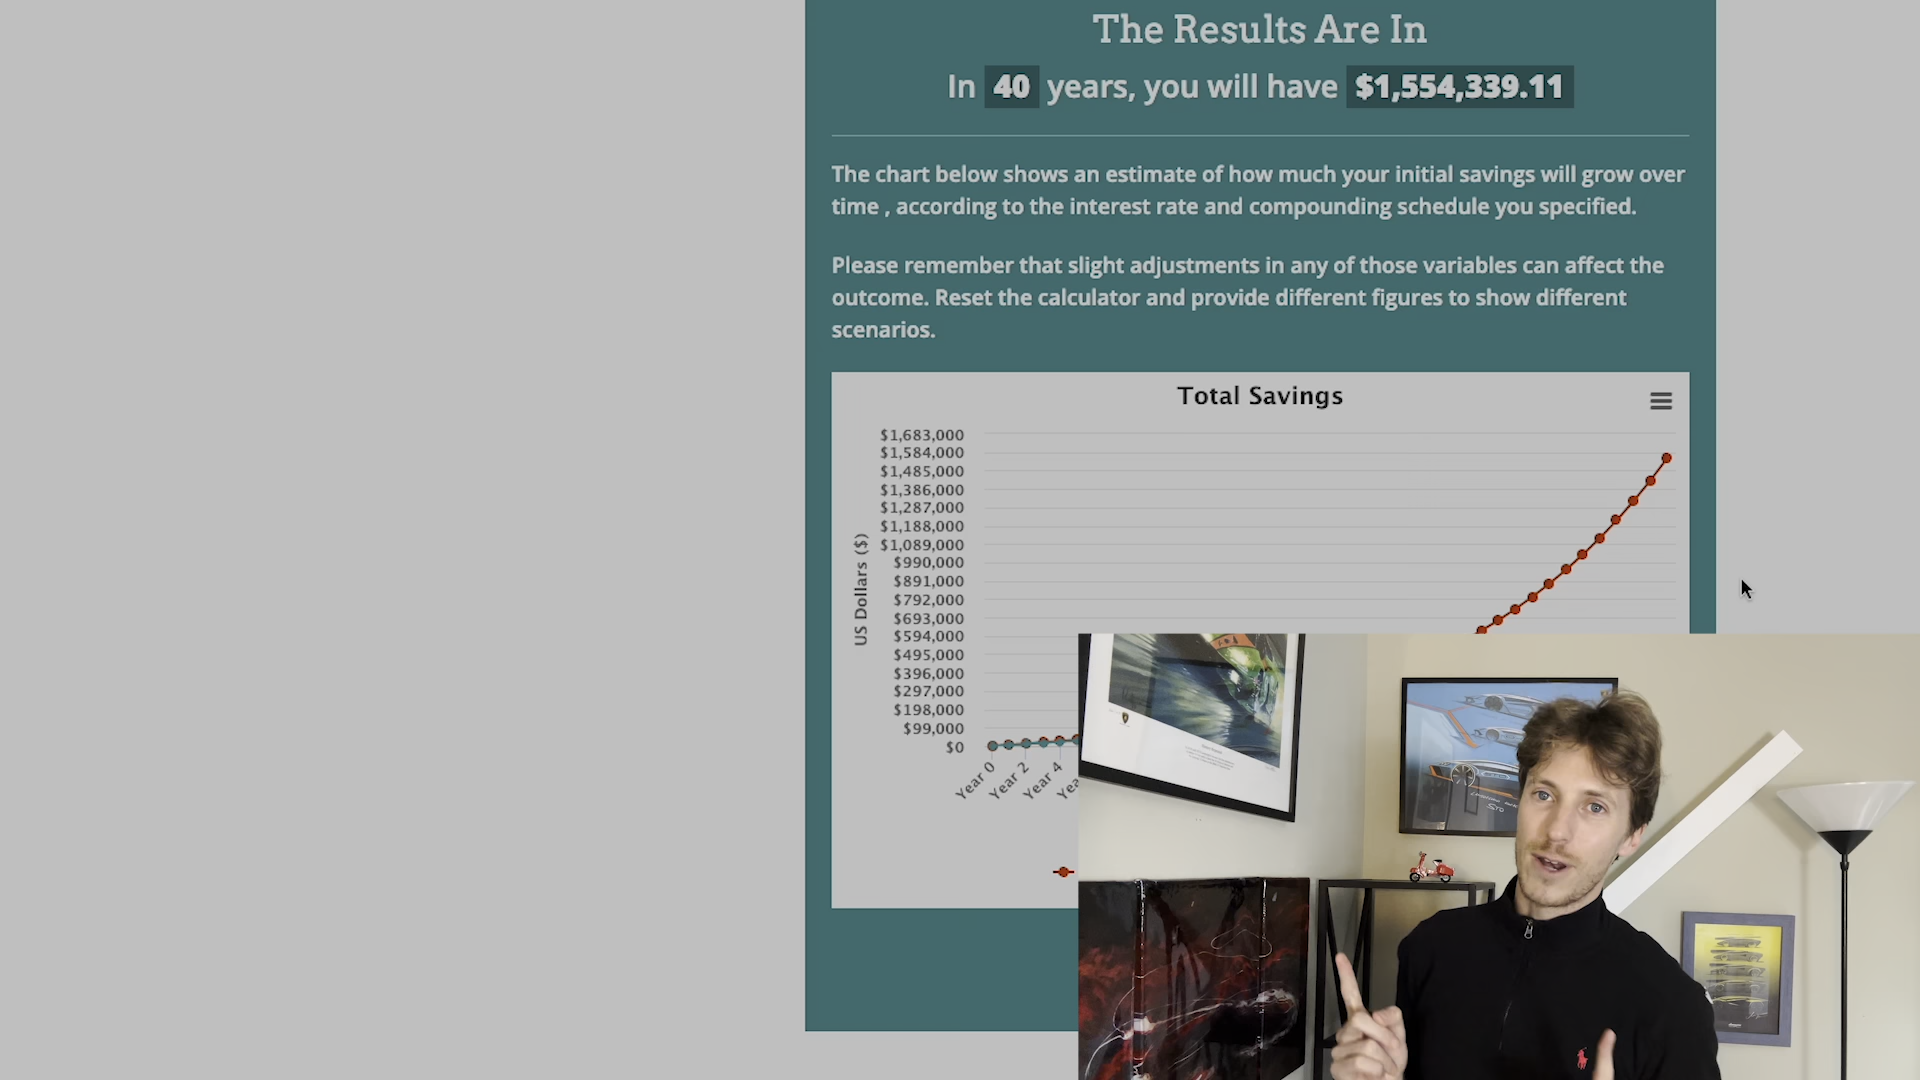 The Results Are In
In 40 years, you will have $1,554,339.11
The chart below shows an estimate of how much your initial savings will grow over
time , according to the interest rate and compounding schedule you specified.
Please remember that slight adjustments in any of those variables can affect the
outcome. Reset the calculator and provide different figures to show different
scenarios.
Total Savings
US Dollars ($)
$1,683,000
$1,584,000
$1,485,000
$1,386,000
$1,287,000
$1,188,000
$1,089,000
$990,000
$891,000
$792,000
$693,000
$594,000
$495,000
$396,000
$297,000
$198,000
$99,000
$0
Year 0
Year 2
Year 4
STO